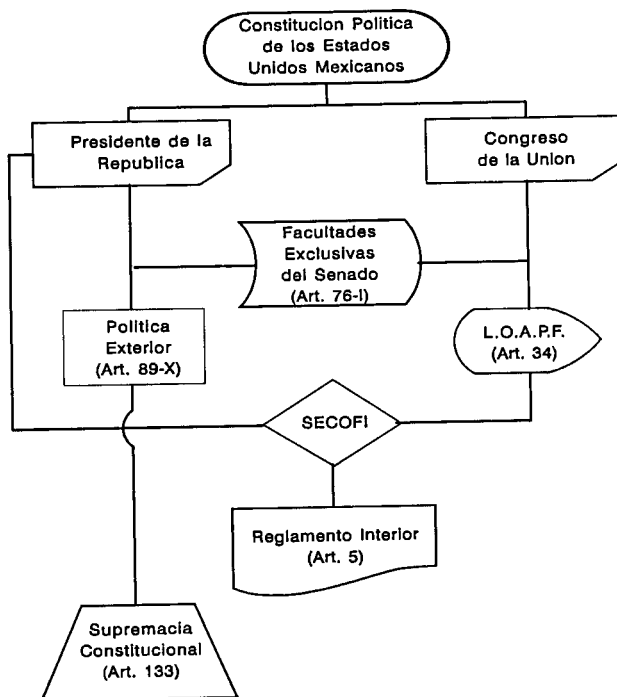 Constitucion Politica
de los Estados
Unidos Mexicanos
Presidente de la
Republica
Congreso
de la Union
Facultades
Exclusivas
del Senado
(Art. 76-I)
Politica
Exterior
(Art. 89-X)
L.O.A.P.F.
(Art. 34)
SECOFI
Reglamento Interior
(Art. 5)
Supremacia
Constitucional
(Art. 133)